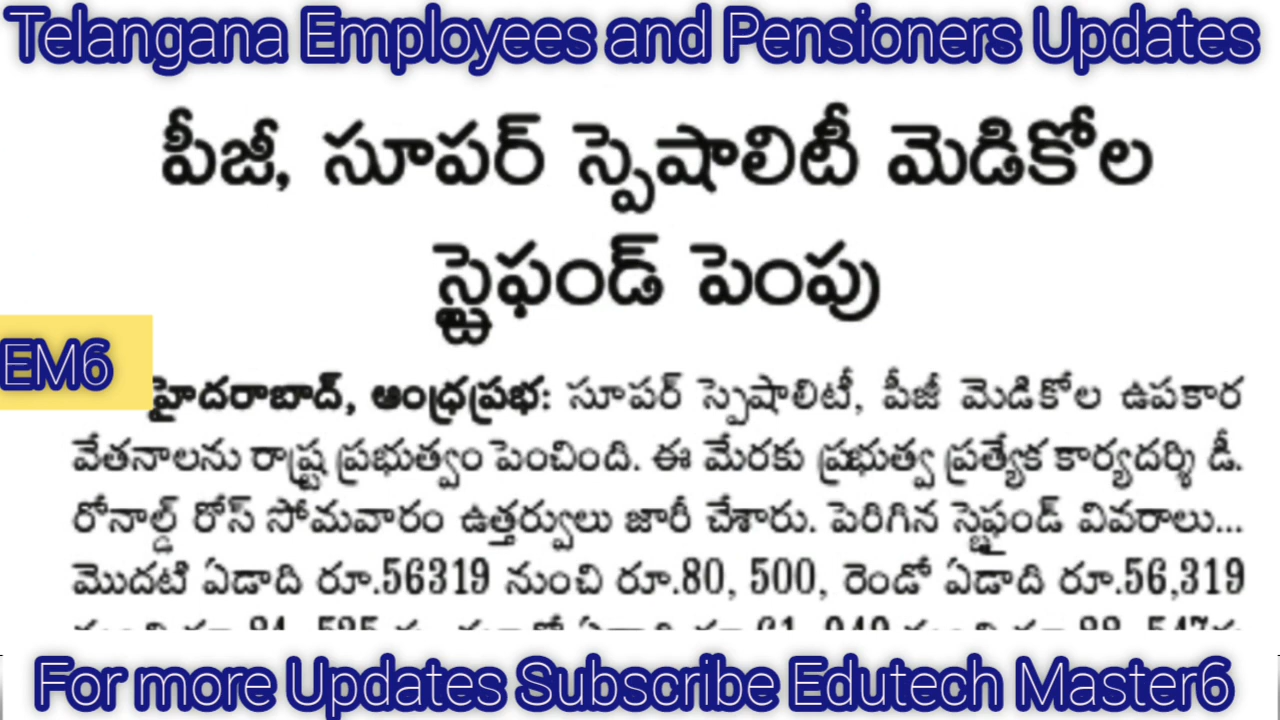 Telangana Employees and Pensioners Updates
పీజీ, సూపర్ స్పెషాలిటీ మెడికోల
స్టైఫండ్ పెంపు
EM6
హైదరాబాద్, ఆంధ్రప్రభ: సూపర్ స్పెషాలిటీ, పీజీ మెడికోల ఉపకార
వేతనాలను రాష్ట్ర ప్రభుత్వం పెంచింది. ఈ మేరకు ప్రభుత్వ ప్రత్యేక కార్యదర్శి డీ.
రోనాల్డ్ రోస్ సోమవారం ఉత్తర్వులు జారీ చేశారు. పెరిగిన స్టైఫండ్ వివరాలు...
మొదటి ఏడాది రూ.56319 నుంచి రూ.80, 500, రెండో ఏడాది రూ.56,319
For more Updates Subscribe Edutech Master6